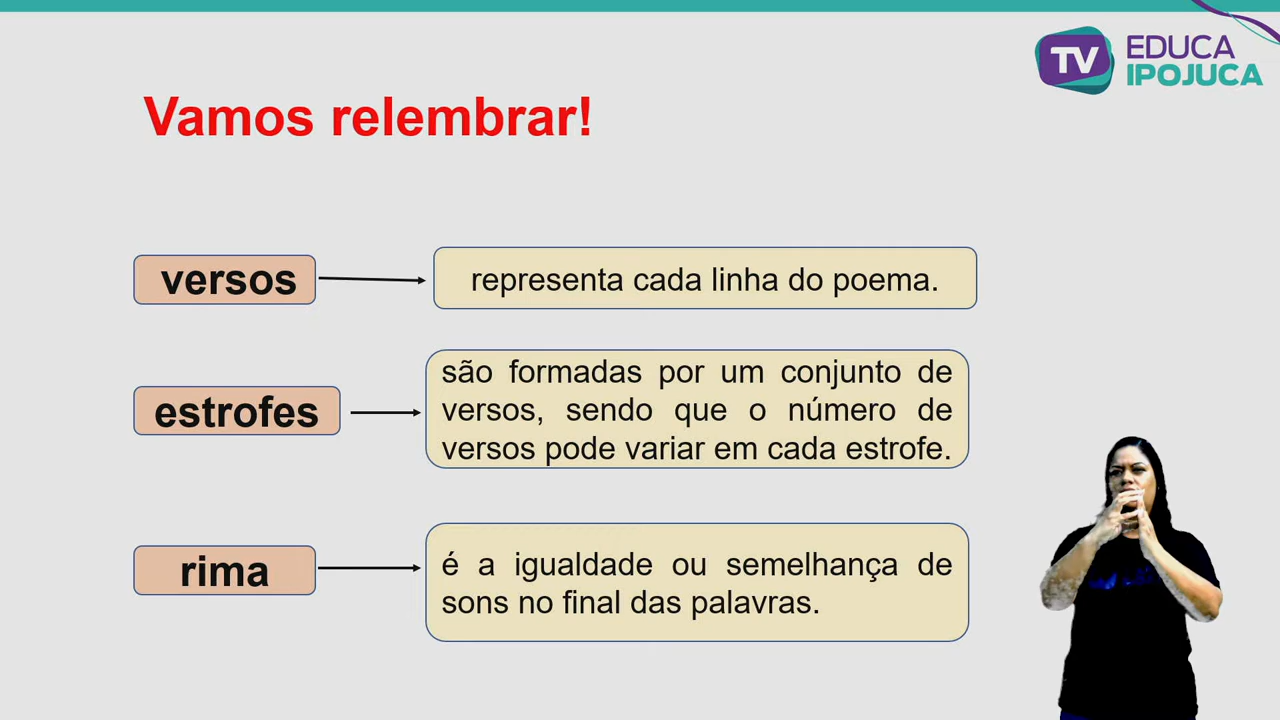 TV EDUCA
IPOJUCA
Vamos relembrar!
versos
representa cada linha do poema.
estrofes
são formadas por um conjunto de
versos, sendo que o número de
versos pode variar em cada estrofe.
rima
é a igualdade ou semelhança de
sons no final das palavras.